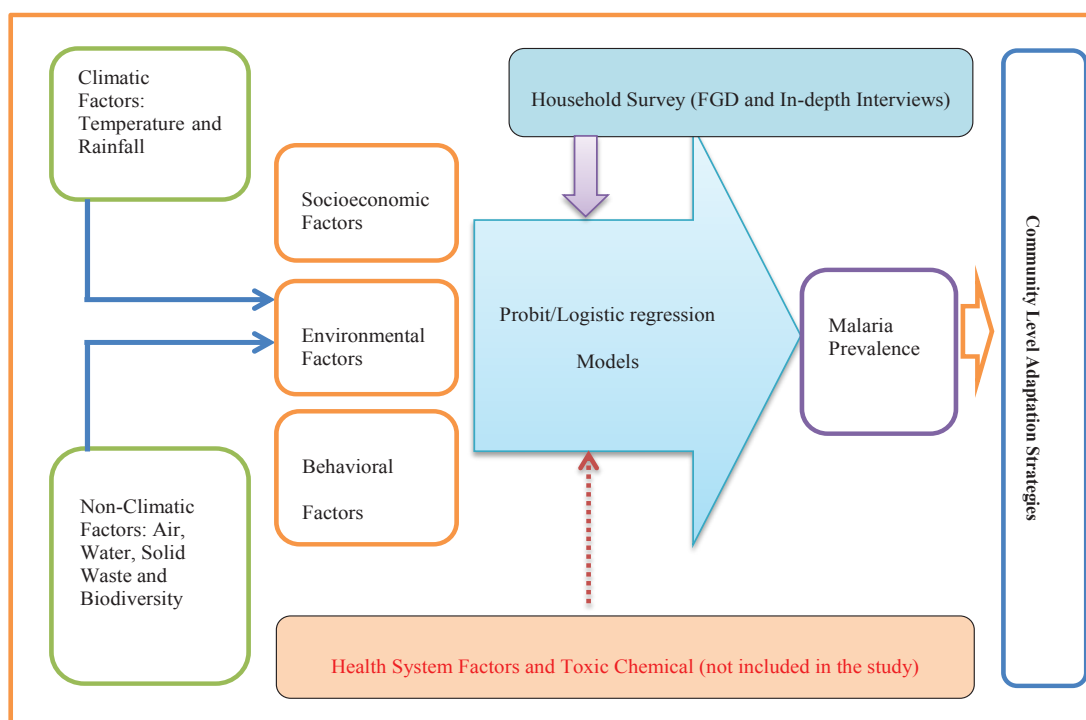 Climatic
Factors:
Temperature and
Rainfall
Household Survey (FGD and In-depth Interviews)
Socioeconomic
Factors
Environmental
Factors
Behavioral
Factors
Non-Climatic
Factors: Air,
Water, Solid
Waste and
Biodiversity
Probit/Logistic regression
Models
Malaria
Prevalence
Community Level Adaptation Strategies
Health System Factors and Toxic Chemical (not included in the study)